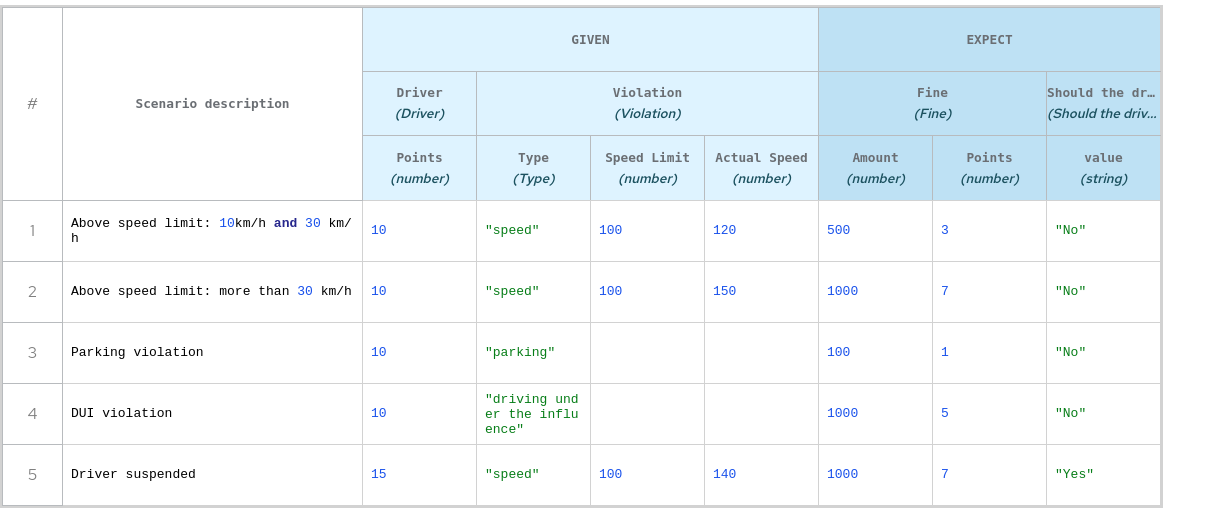 #
Scenario description
GIVEN
EXPECT
Driver
(Driver)
Violation
(Violation)
Fine
(Fine)
Should the dr…
(Should the driv…
Points
(number)
Type
(Type)
Speed Limit
(number)
Actual Speed
(number)
Amount
(number)
Points
(number)
value
(string)
1
Above speed limit: 10km/h and 30 km/
h
10
"speed"
100
120
500
3
"No"
2
Above speed limit: more than 30 km/h
10
"speed"
100
150
1000
7
"No"
3
Parking violation
10
"parking"
100
1
"No"
4
DUI violation
10
"driving und
er the influ
ence"
1000
5
"No"
5
Driver suspended
15
"speed"
100
140
1000
7
"Yes"